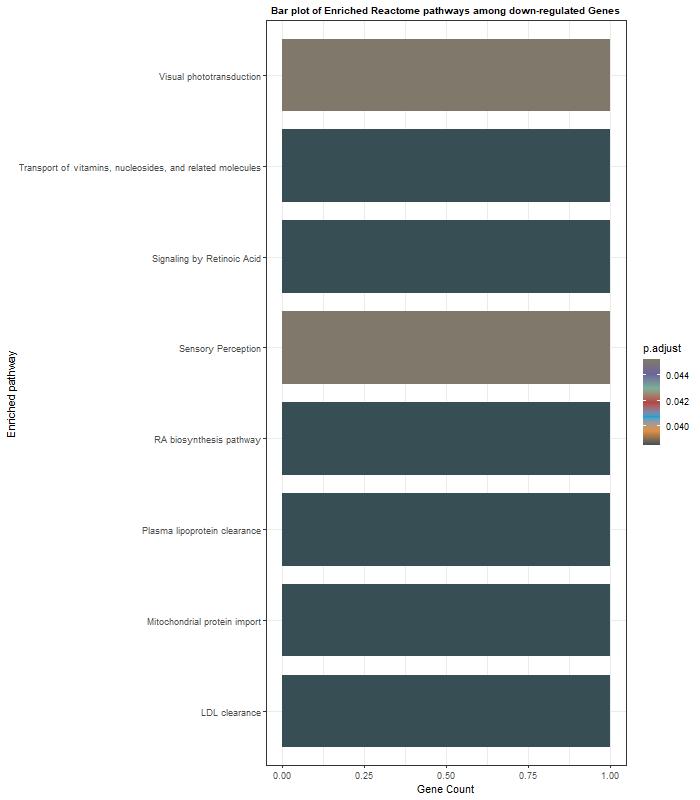 Bar plot of Enriched Reactome pathways among down-regulated Genes
Enriched pathway
Visual phototransduction
Transport of vitamins, nucleosides, and related molecules
Signaling by Retinoic Acid
Sensory Perception
RA biosynthesis pathway
Plasma lipoprotein clearance
Mitochondrial protein import
LDL clearance
0.00 0.25 0.50 0.75 1.00
Gene Count
p.adjust
0.044
0.042
0.040